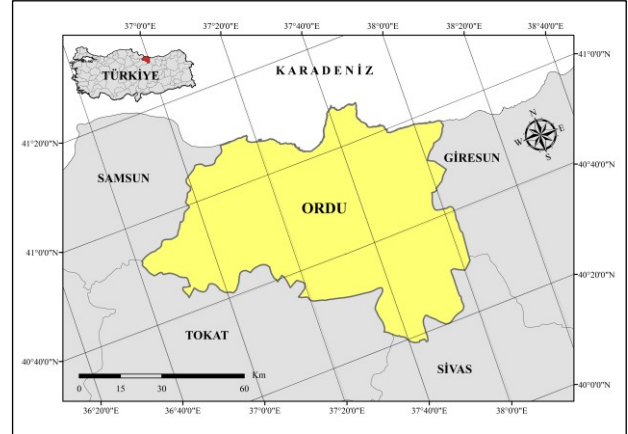 37°0'0"E 37°20'0"E 37°40'0"E 38°0'0"E 38°20'0"E 38°40'0"E
TÜRKİYE
KARADENİZ
41°0'0"N
41°20'0"N
N
W E
S
SAMSUN
GİRESUN
40°40'0"N
ORDU
41°0'0"N
40°20'0"N
TOKAT
40°40'0"N
SİVAS
40°0'0"N
Km
0 15 30 60
36°20'0"E 36°40'0"E 37°0'0"E 37°20'0"E 37°40'0"E 38°0'0"E